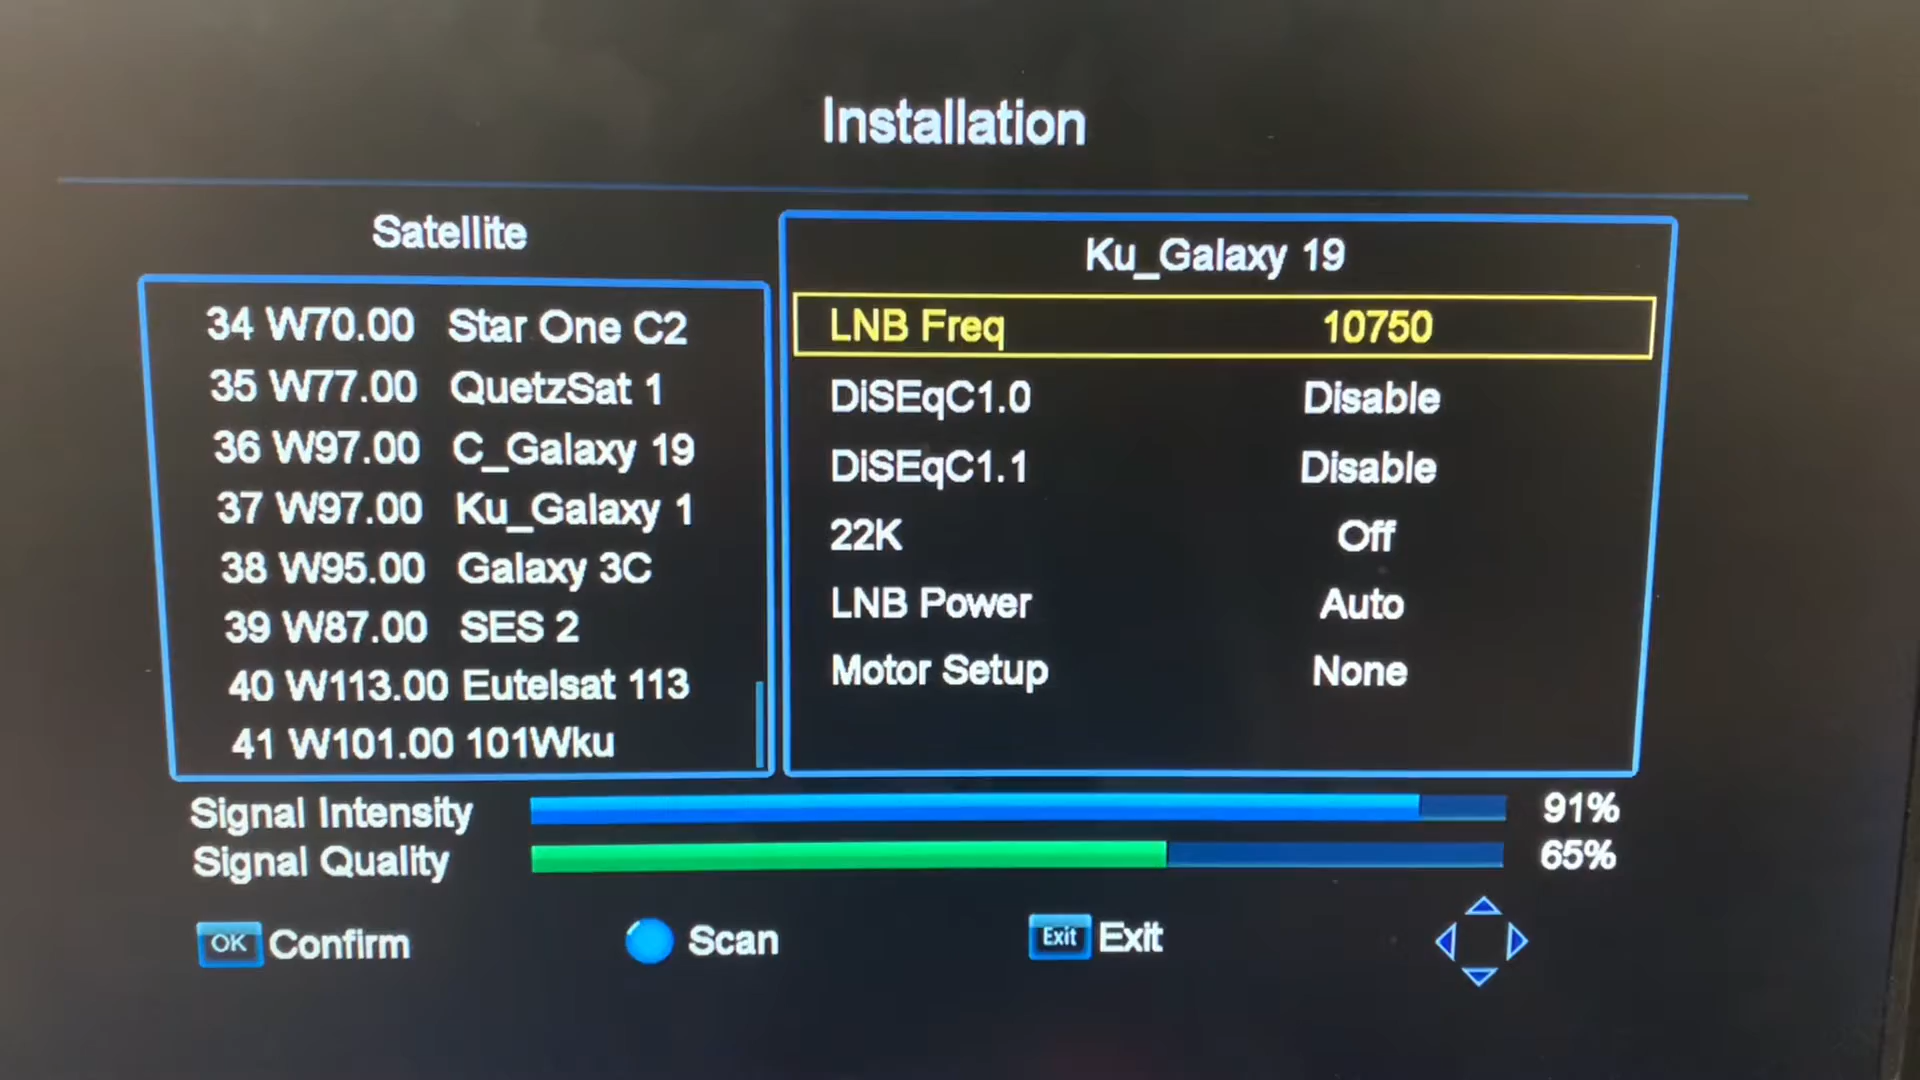 Installation
Satellite
34 W70.00 Star One C2
35 W77.00 QuetzSat 1
36 W97.00 C_Galaxy 19
37 W97.00 Ku_Galaxy 1
38 W95.00 Galaxy 3C
39 W87.00 SES 2
40 W113.00 Eutelsat 113
41 W101.00 101Wku
Ku_Galaxy 19
LNB Freq 10750
DiSEqC1.0 Disable
DiSEqC1.1 Disable
22K Off
LNB Power Auto
Motor Setup None
Signal Intensity 91%
Signal Quality 65%
OK Confirm Scan Exit Exit